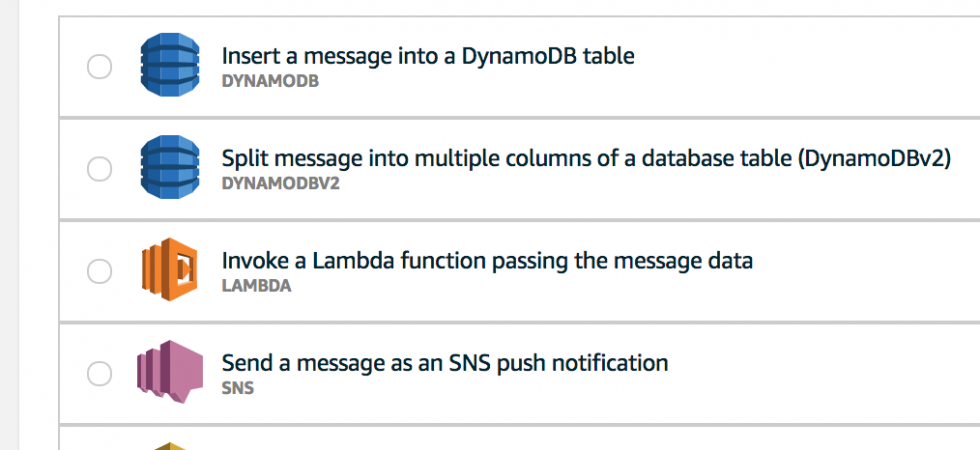 Insert a message into a DynamoDB table
DYNAMODB
Split message into multiple columns of a database table (DynamoDBv2)
DYNAMODBV2
Invoke a Lambda function passing the message data
LAMBDA
Send a message as an SNS push notification
SNS